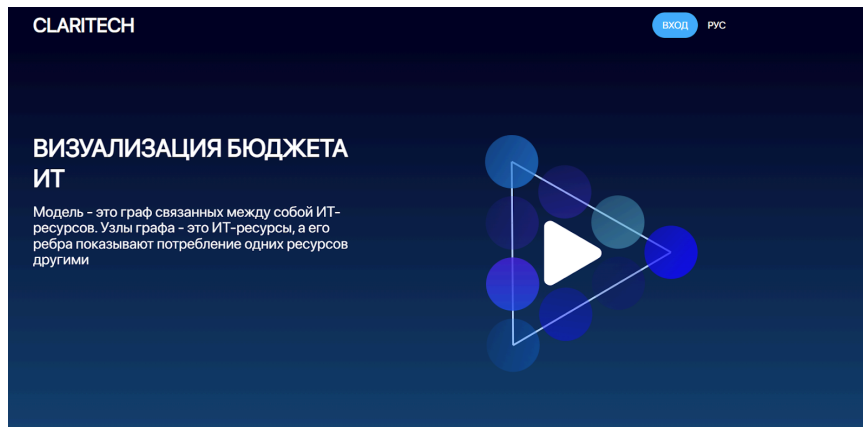 CLARITECH
ВХОД РУС
ВИЗУАЛИЗАЦИЯ БЮДЖЕТА
ИТ
Модель - это граф связанных между собой ИТ-
ресурсов. Узлы графа - это ИТ-ресурсы, а его
ребра показывают потребление одних ресурсов
другими